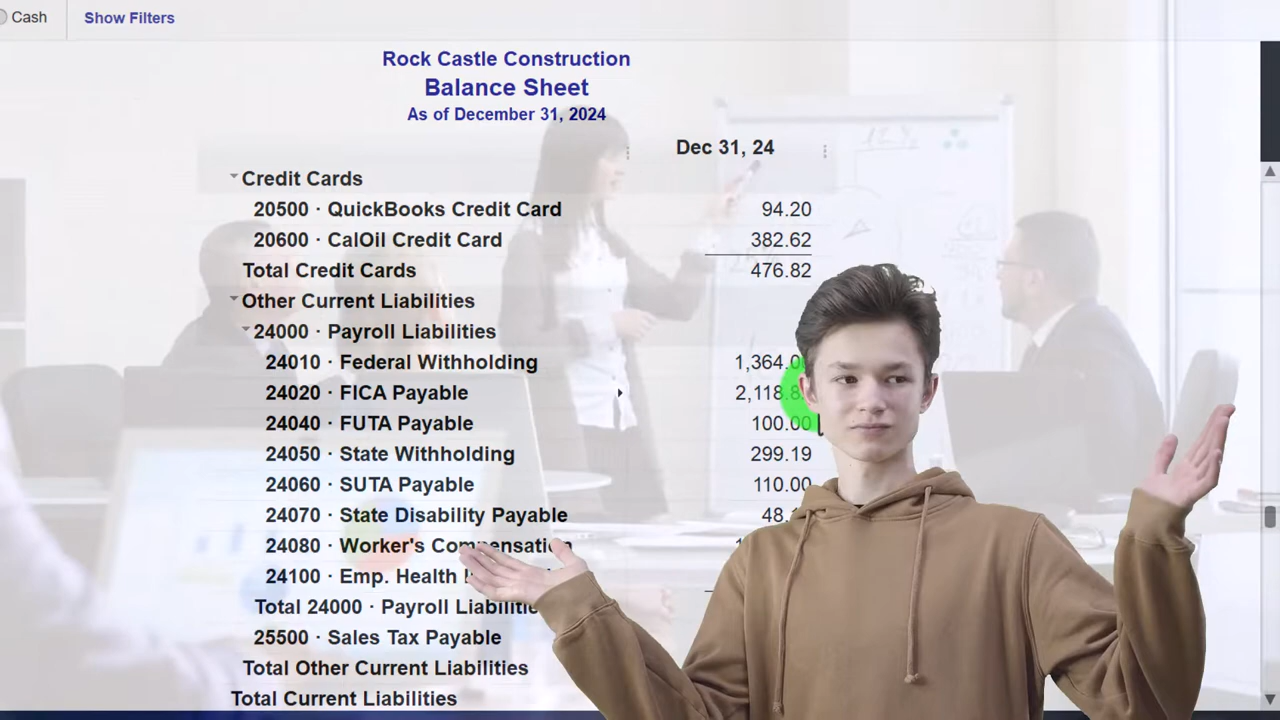 Cash Show Filters
Rock Castle Construction
Balance Sheet
As of December 31, 2024
Dec 31, 24
Credit Cards
20500 · QuickBooks Credit Card 94.20
20600 · CalOil Credit Card 382.62
Total Credit Cards 476.82
Other Current Liabilities
24000 · Payroll Liabilities
24010 · Federal Withholding
24020 · FICA Payable
24040 · FUTA Payable 100.00
24050 · State Withholding 299.19
24060 · SUTA Payable 110.00
24070 · State Disability Payable
24080 · Worker's Compensation
24100 · Emp. Health
Total 24000 · Payroll Liabilities
25500 · Sales Tax Payable
Total Other Current Liabilities
Total Current Liabilities